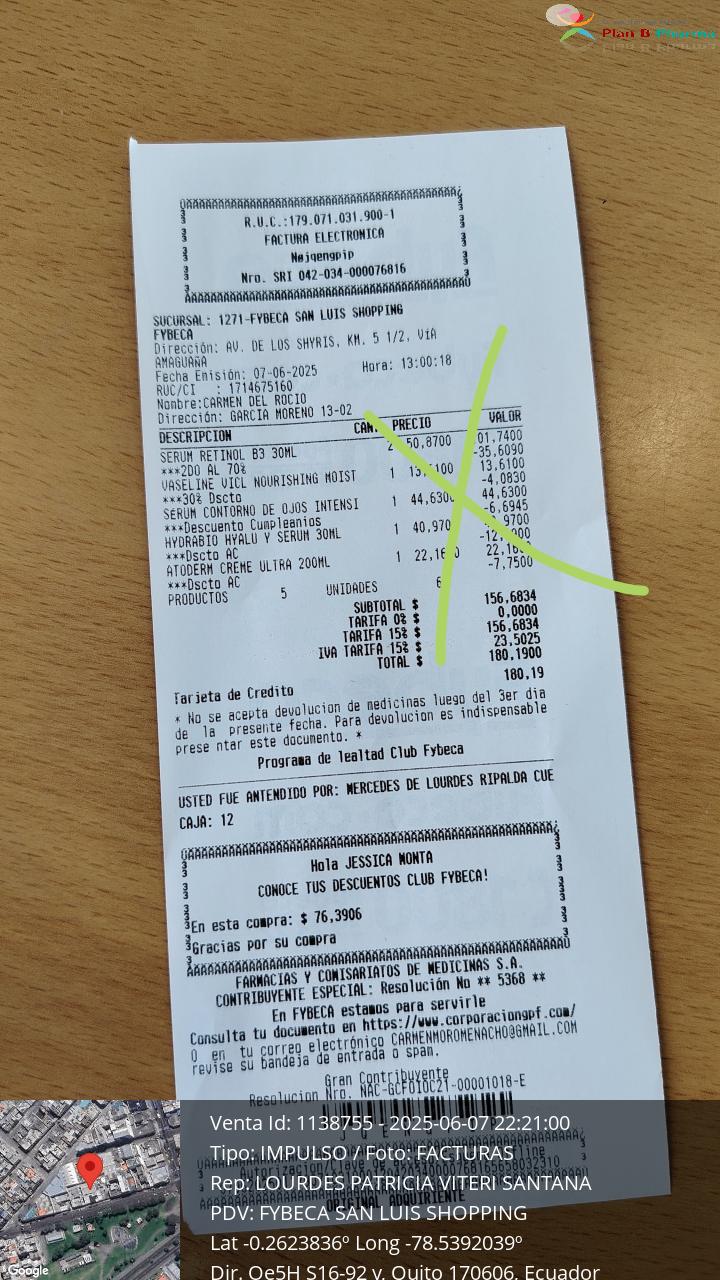 Plan B Pharma
R.U.C.:179.071.031.900-1
FACTURA ELECTRONICA
Nro. SRI 042-034-000076816
SUCURSAL: 1271-FYBECA SAN LUIS SHOPPING
FYBECA
Dirección: AV. DE LOS SHYRIS, KM. 5 1/2, VíA
AMAGUAÑA
Fecha Emisión: 07-06-2025 Hora: 13:00:18
RUC/CI : 1714675160
Nombre:CARMEN DEL ROCIO
Dirección: GARCIA MORENO 13-02
DESCRIPCION CAN. PRECIO VALOR
SERUM RETINOL B3 30ML 2 50,8700 01,7400
***2DO AL 70% -35,6090
VASELINE VICL NOURISHING MOIST 1 13,6100 13,6100
***30% Dscto -4,0830
SERUM CONTORNO DE OJOS INTENSI 1 44,6300 44,6300
***Descuento Cumpleanios -6,6945
HYDRABIO HYALU Y SERUM 30ML 1 40,970 9700
***Dscto AC
ATODERM CREME ULTRA 200ML 1
***Dscto AC -7,7500
PRODUCTOS 5 UNIDADES 6
SUBTOTAL $ 156,6834
TARIFA 0% $ 0,0000
TARIFA 15% $ 156,6834
IVA TARIFA 15% $ 23,5025
TOTAL $ 180,1900
Tarjeta de Credito 180,19
* No se acepta devolucion de medicinas luego del 3er dia
de la presente fecha. Para devolucion es indispensable
prese ntar este documento. *
Programa de lealtad Club Fybeca
USTED FUE ANTENDIDO POR: MERCEDES DE LOURDES RIPALDA CUE
CAJA: 12
Hola JESSICA MONTA
CONOCE TUS DESCUENTOS CLUB FYBECA!
En esta compra: $ 76,3906
Gracias por su compra
FARMACIAS Y COMISARIATOS DE MEDICINAS S.A.
CONTRIBUYENTE ESPECIAL: Resolución No ** 5368 **
En FYBECA estamos para servirle
Consulta tu documento en https://www.corporaciongpf.com/
O en tu correo electrónico CARMENMOROMENACHO@GMAIL.COM
revise su bandeja de entrada o spam.
Gran Contribuyente
Resolucion Nro. NAC-GCFOIOC21-00001018-E
ORIGINAL ADQUIRIENTE
Venta Id: 1138755 - 2025-06-07 22:21:00
Tipo: IMPULSO / Foto: FACTURAS
Rep: LOURDES PATRICIA VITERI SANTANA
PDV: FYBECA SAN LUIS SHOPPING
Lat -0.2623836º Long -78.5392039º
Dir. Oe5H S16-92 y, Quito 170606, Ecuador
Google